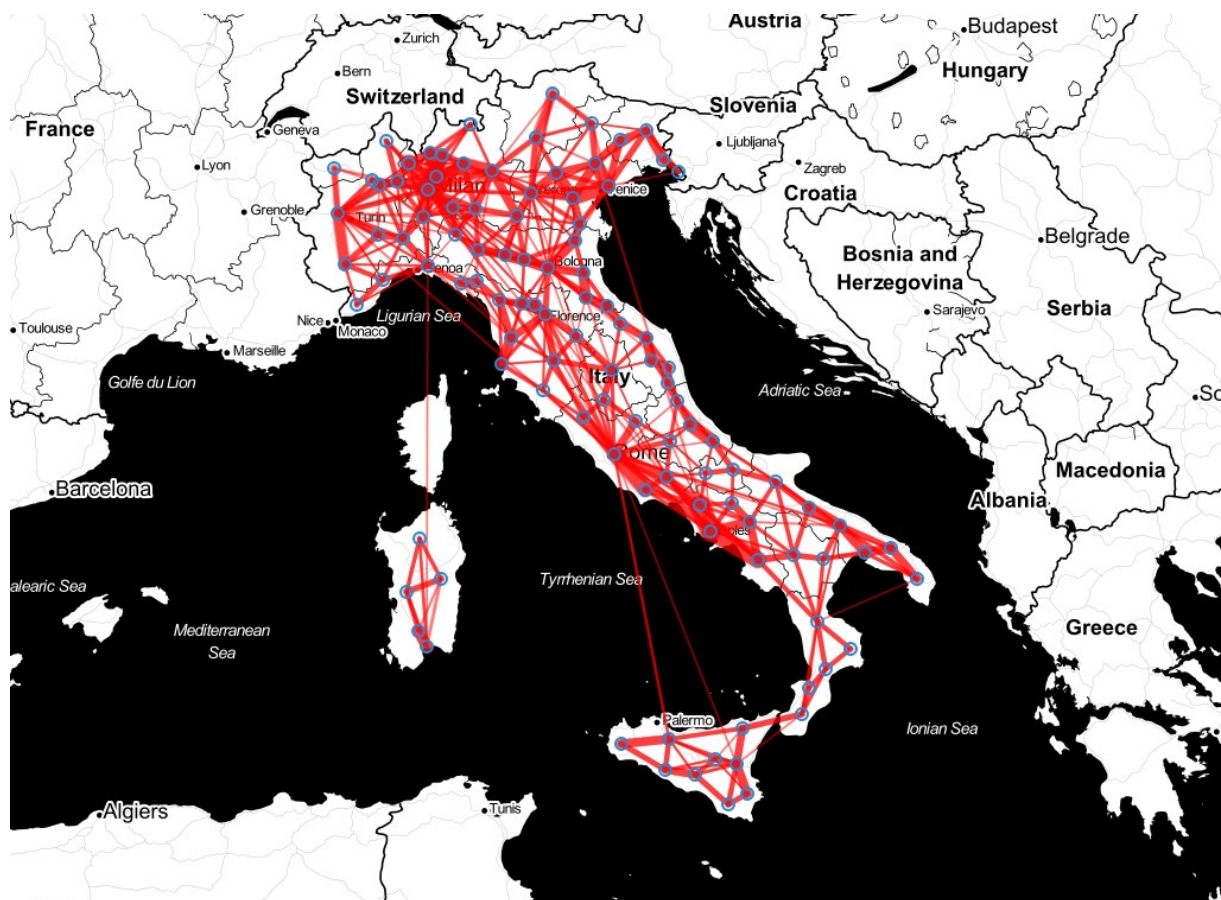 Austria
Budapest
Zurich
Hungary
Bern
Switzerland
Slovenia
France
Geneva
Ljubljana
Lyon
Zagreb
Croatia
Venice
Grenoble
Turin
Belgrade
Bosnia and
Herzegovina
Bologna
Serbia
Sarajevo
Ligurian Sea
Florence
Nice
Monaco
Toulouse
Marseille
Golfe du Lion
Italy
Adriatic Sea
Rome
Macedonia
Barcelona
Albania
Tyrrhenian Sea
alearic Sea
Mediterranean
Sea
Greece
Palermo
Ionian Sea
Algiers
Tunis